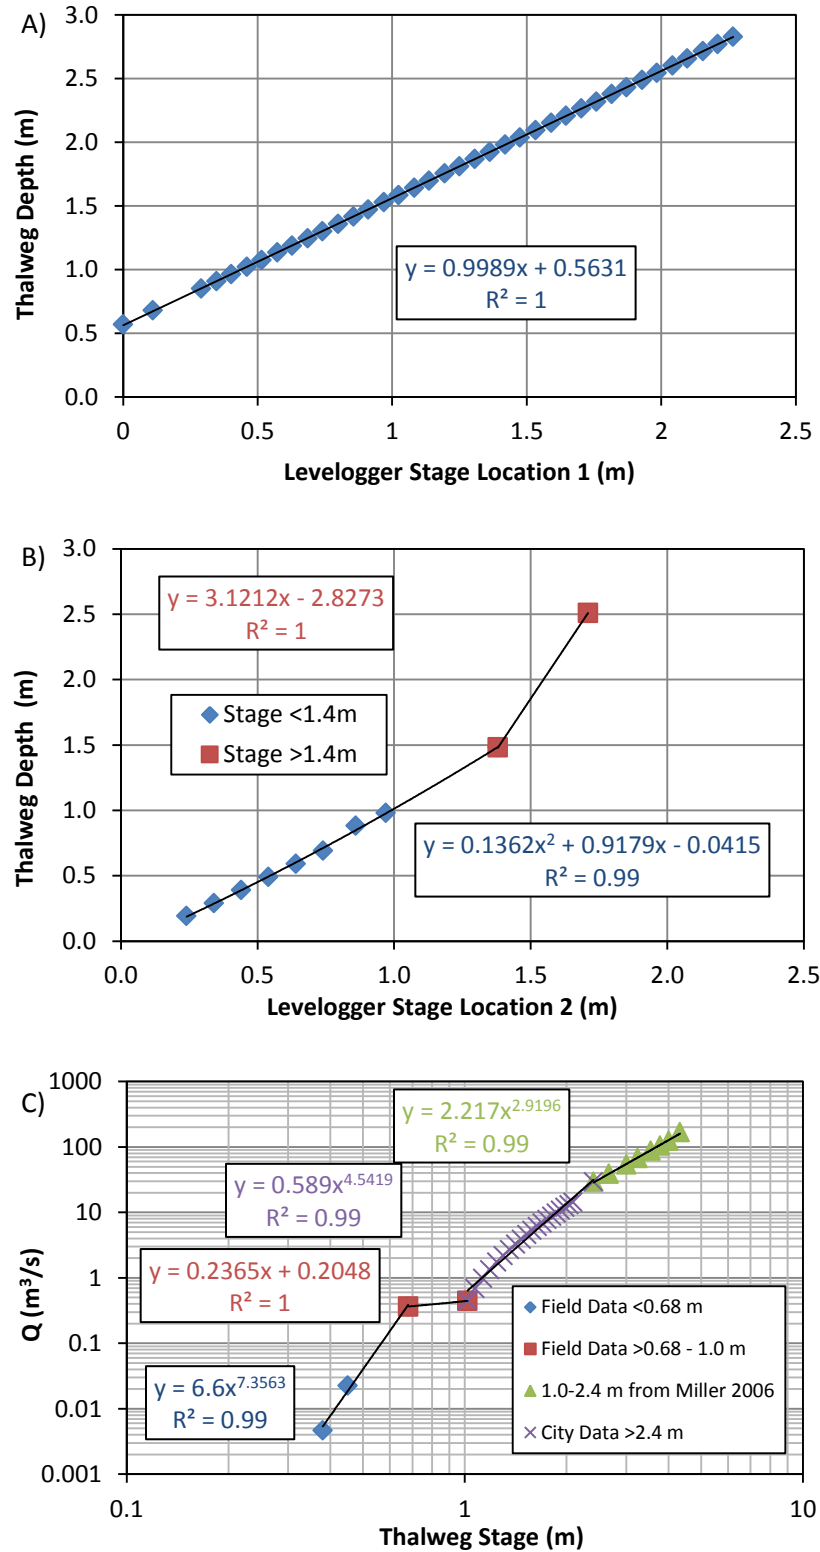 A)
3.0
2.5
2.0
1.5
1.0
0.5
0.0
Thalweg Depth (m)
y = 0.9989x + 0.5631
R² = 1
0 0.5 1 1.5 2 2.5
Levelogger Stage Location 1 (m)
B)
3.0
2.5
2.0
1.5
1.0
0.5
0.0
Thalweg Depth (m)
y = 3.1212x - 2.8273
R² = 1
Stage <1.4m
Stage >1.4m
y = 0.1362x² + 0.9179x - 0.0415
R² = 0.99
0.0 0.5 1.0 1.5 2.0 2.5
Levelogger Stage Location 2 (m)
C)
1000
100
10
1
0.1
0.01
0.001
Q (m³/s)
y = 2.217x²·⁹¹⁹⁶
R² = 0.99
y = 0.589x⁴·⁵⁴¹⁹
R² = 0.99
y = 0.2365x + 0.2048
R² = 1
y = 6.6x⁷·³⁵⁶³
R² = 0.99
Field Data <0.68 m
Field Data >0.68 - 1.0 m
1.0-2.4 m from Miller 2006
City Data >2.4 m
0.1 1 10
Thalweg Stage (m)